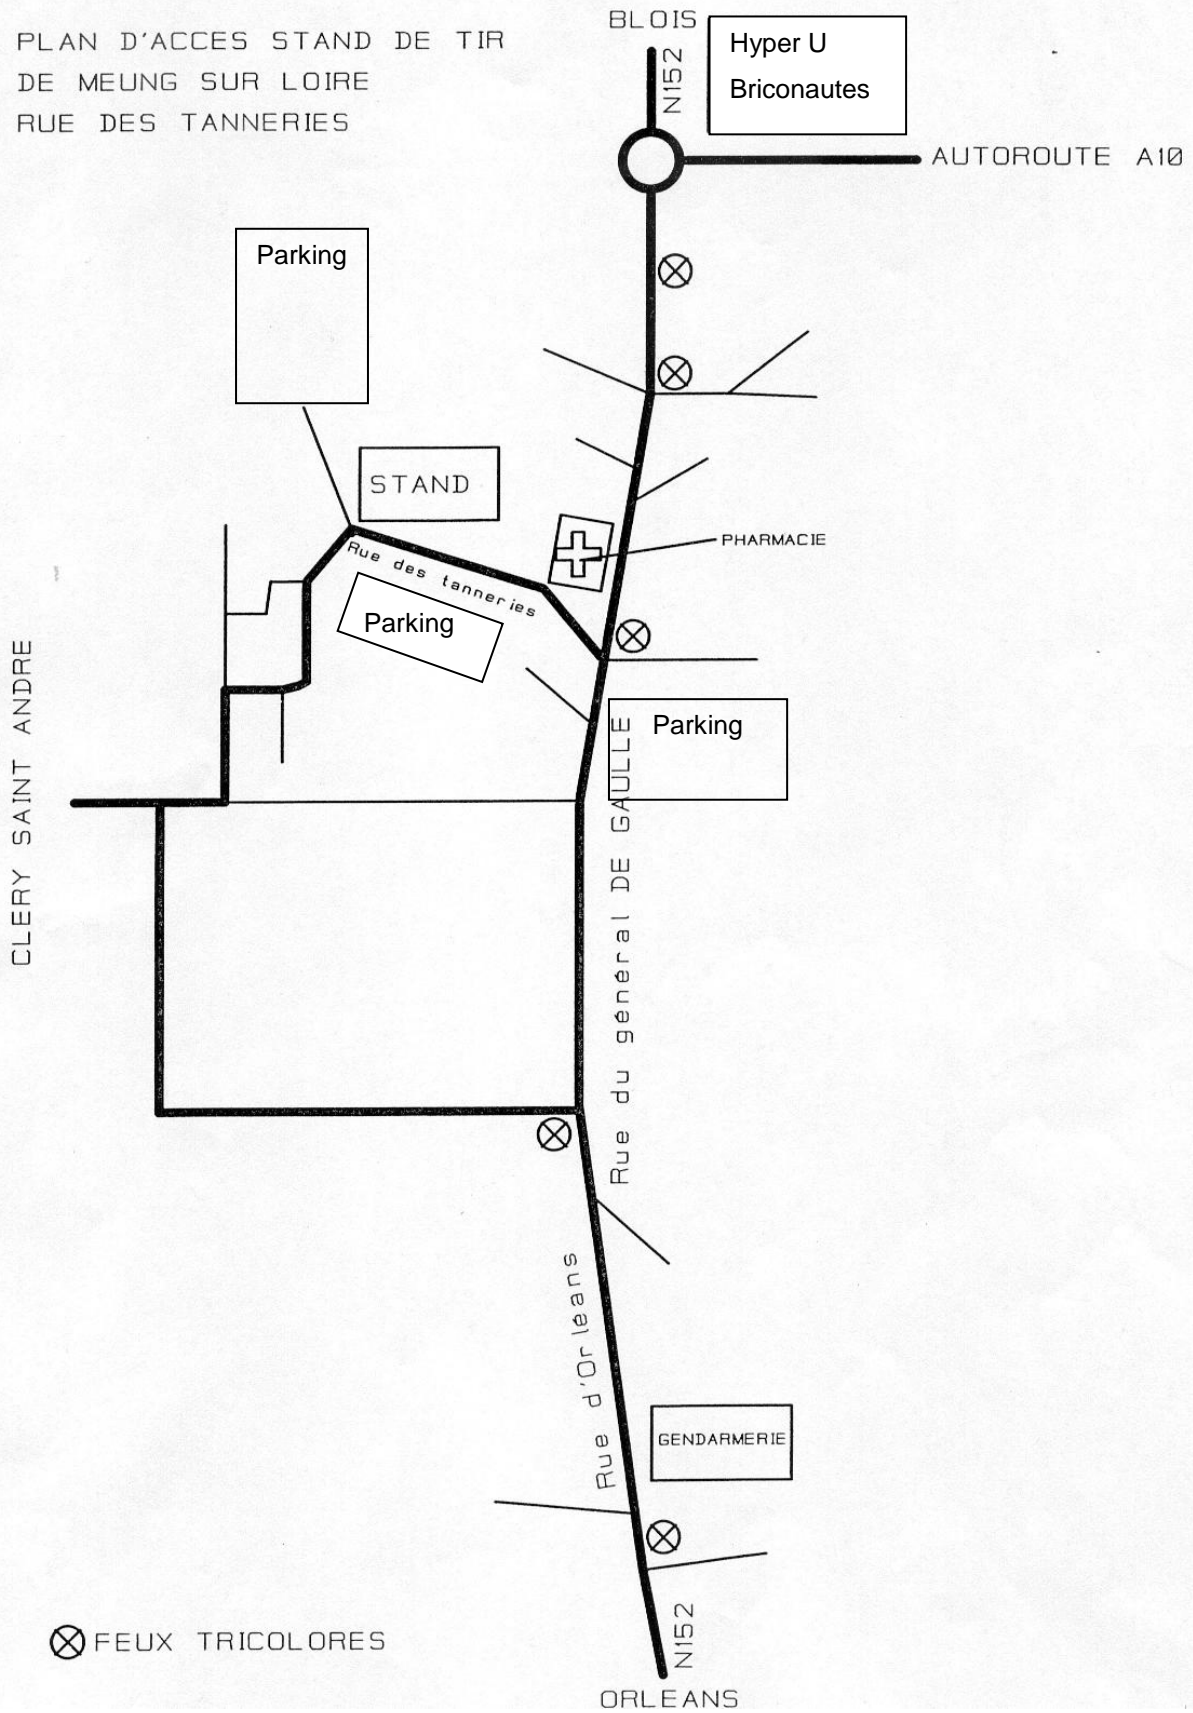 PLAN D'ACCES STAND DE TIR
DE MEUNG SUR LOIRE
RUE DES TANNERIES
BLOIS
N152
Hyper U
Briconautes
AUTOROUTE A10
Parking
STAND
PHARMACIE
Rue des tanneries
Parking
Parking
CLERY SAINT ANDRE
Rue du général DE GAULLE
Rue d'Orléans
GENDARMERIE
FEUX TRICOLORES
N152
ORLEANS